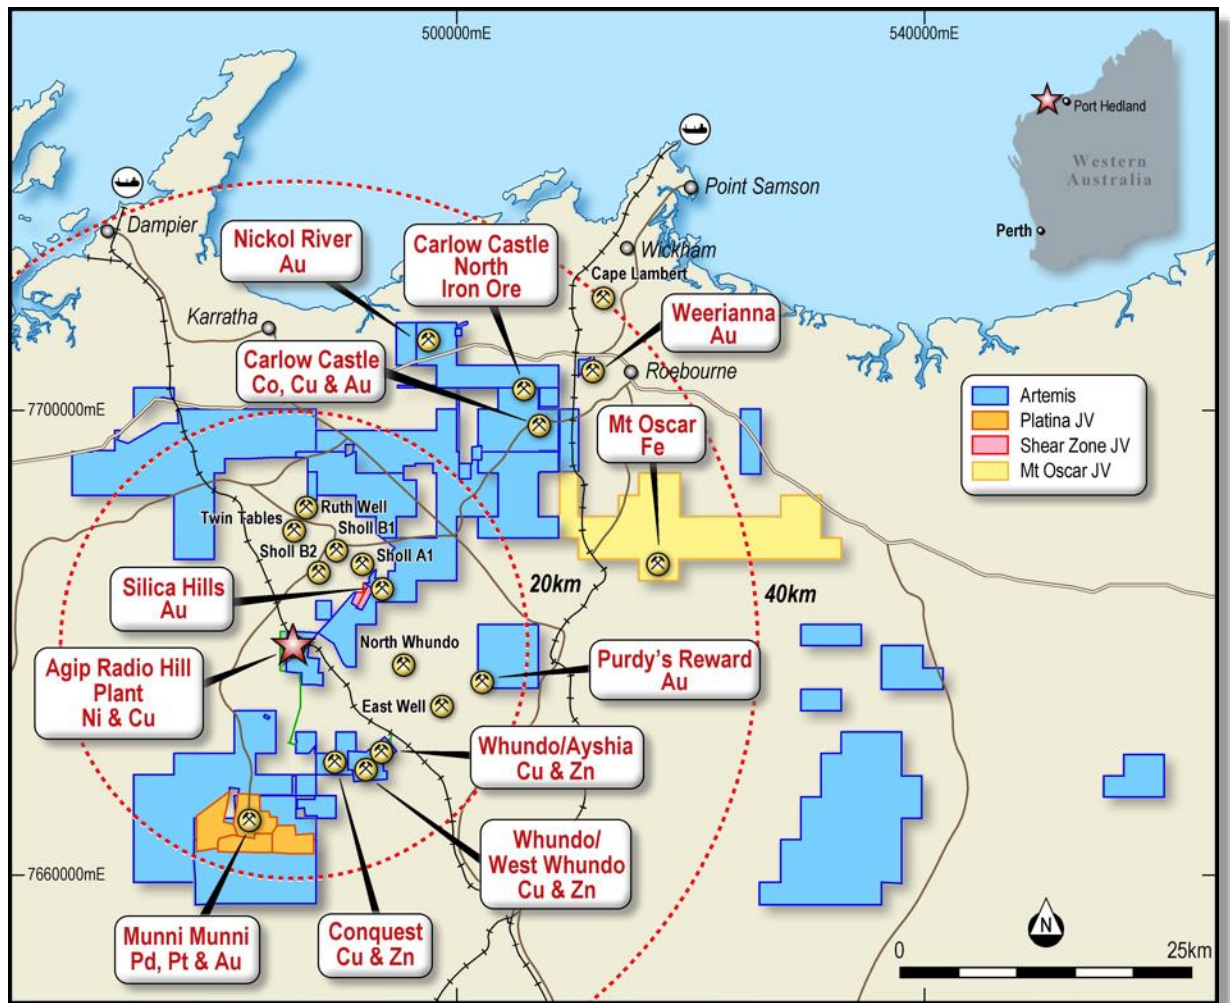 500000mE
540000mE
Port Hedland
Western
Australia
Perth
Point Samson
Dampier
Nickol River
Au
Carlow Castle
North
Iron Ore
Wickham
Cape Lambert
Karratha
Weerianna
Au
Carlow Castle
Co, Cu & Au
Roebourne
7700000mE
Mt Oscar
Fe
Artemis
Platina JV
Shear Zone JV
Mt Oscar JV
Ruth Well
Twin Tables
Sholl B1
Sholl B2
Sholl A1
Silica Hills
Au
20km
40km
North Whundo
Agip Radio Hill
Plant
Ni & Cu
Purdy's Reward
Au
East Well
Whundo/Ayshia
Cu & Zn
Whundo/
West Whundo
Cu & Zn
7660000mE
Munni Munni
Pd, Pt & Au
Conquest
Cu & Zn
N
0
25km